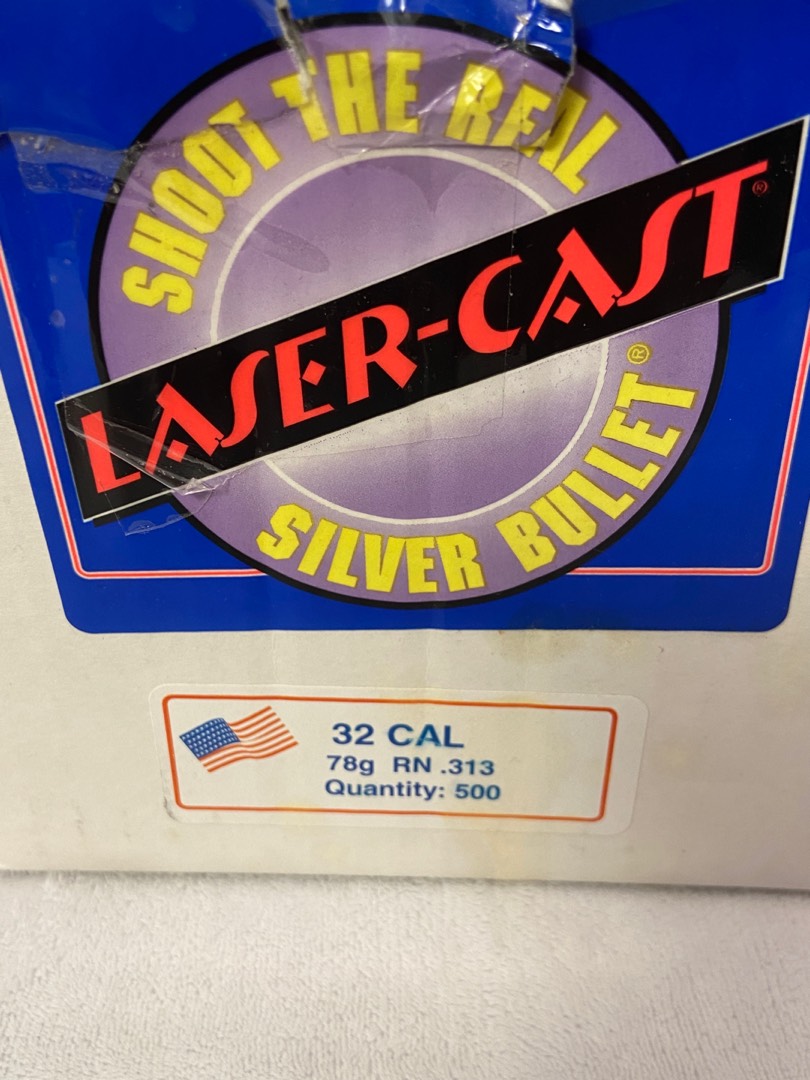 SHOOT THE REAL
LASER-CAST®
SILVER BULLET®
32 CAL
78g RN .313
Quantity: 500